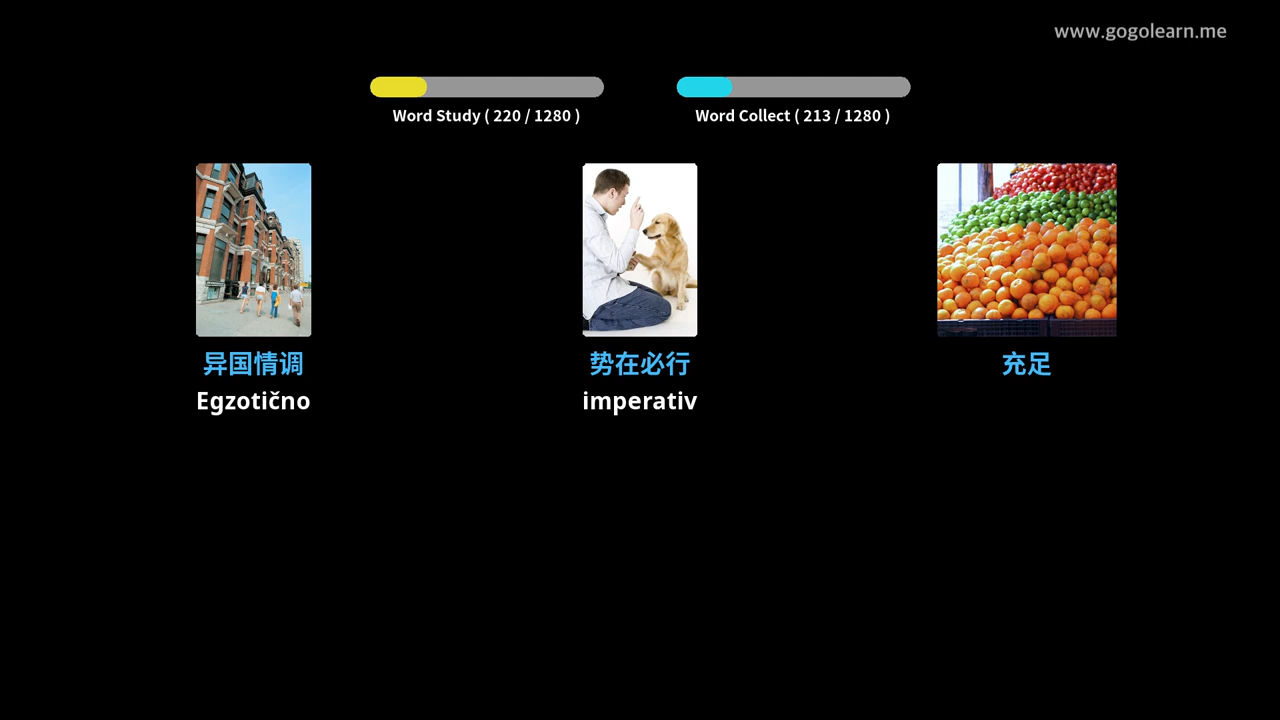 www.gogolearn.me
Word Study ( 220 / 1280 )
Word Collect ( 213 / 1280 )
异国情调
Egzotično
势在必行
imperativ
充足